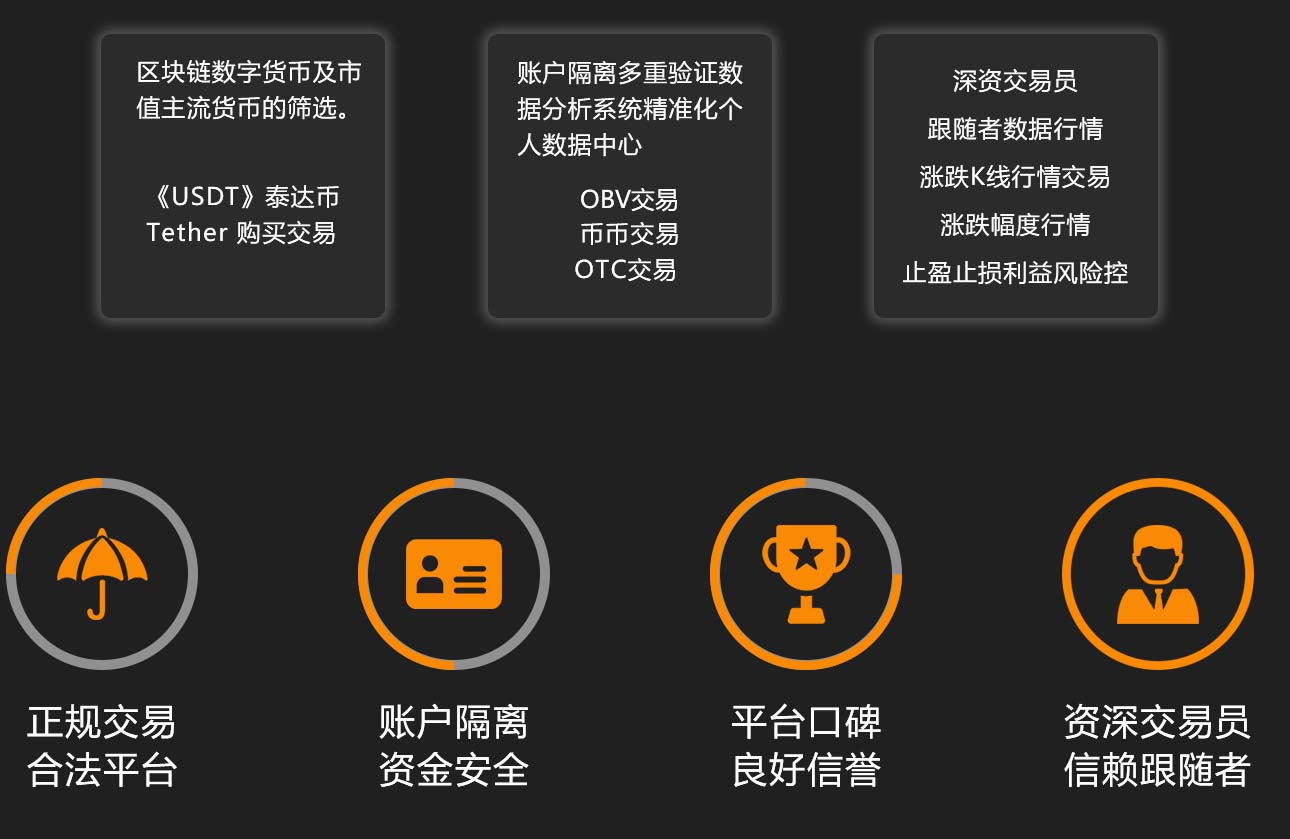 区块链数字货币及市
值主流货币的筛选。
《USDT》泰达币
Tether 购买交易
账户隔离多重验证数
据分析系统精准化个
人数据中心
OBV交易
币币交易
OTC交易
深资交易员
跟随者数据行情
涨跌K线行情交易
涨跌幅度行情
止盈止损利益风险控
正规交易
合法平台
账户隔离
资金安全
平台口碑
良好信誉
资深交易员
信赖跟随者